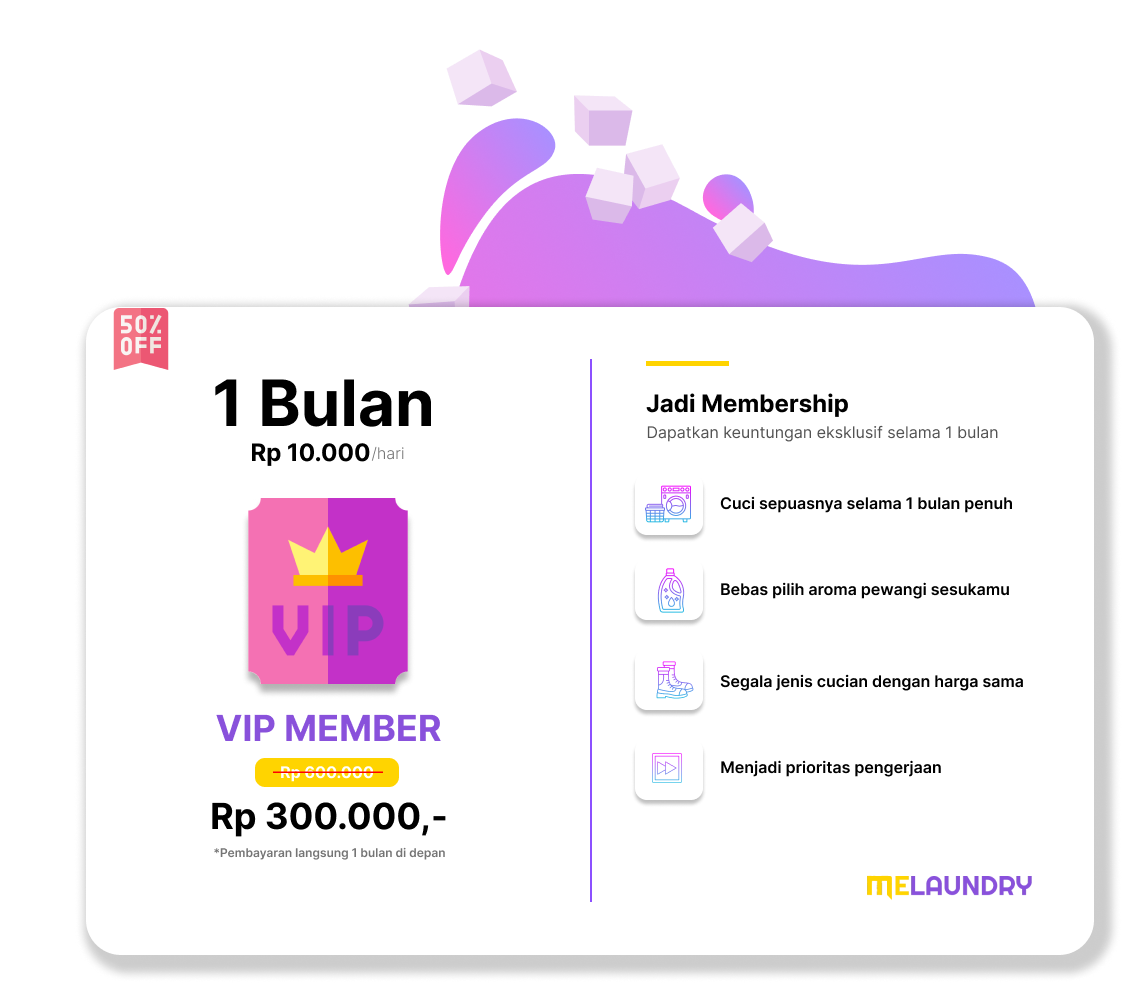 50%
OFF
1 Bulan
Rp 10.000/hari
VIP
VIP MEMBER
Rp 600.000
Rp 300.000,-
*Pembayaran langsung 1 bulan di depan
Jadi Membership
Dapatkan keuntungan eksklusif selama 1 bulan
Cuci sepuasnya selama 1 bulan penuh
Bebas pilih aroma pewangi sesukamu
Segala jenis cucian dengan harga sama
Menjadi prioritas pengerjaan
MELAUNDRY